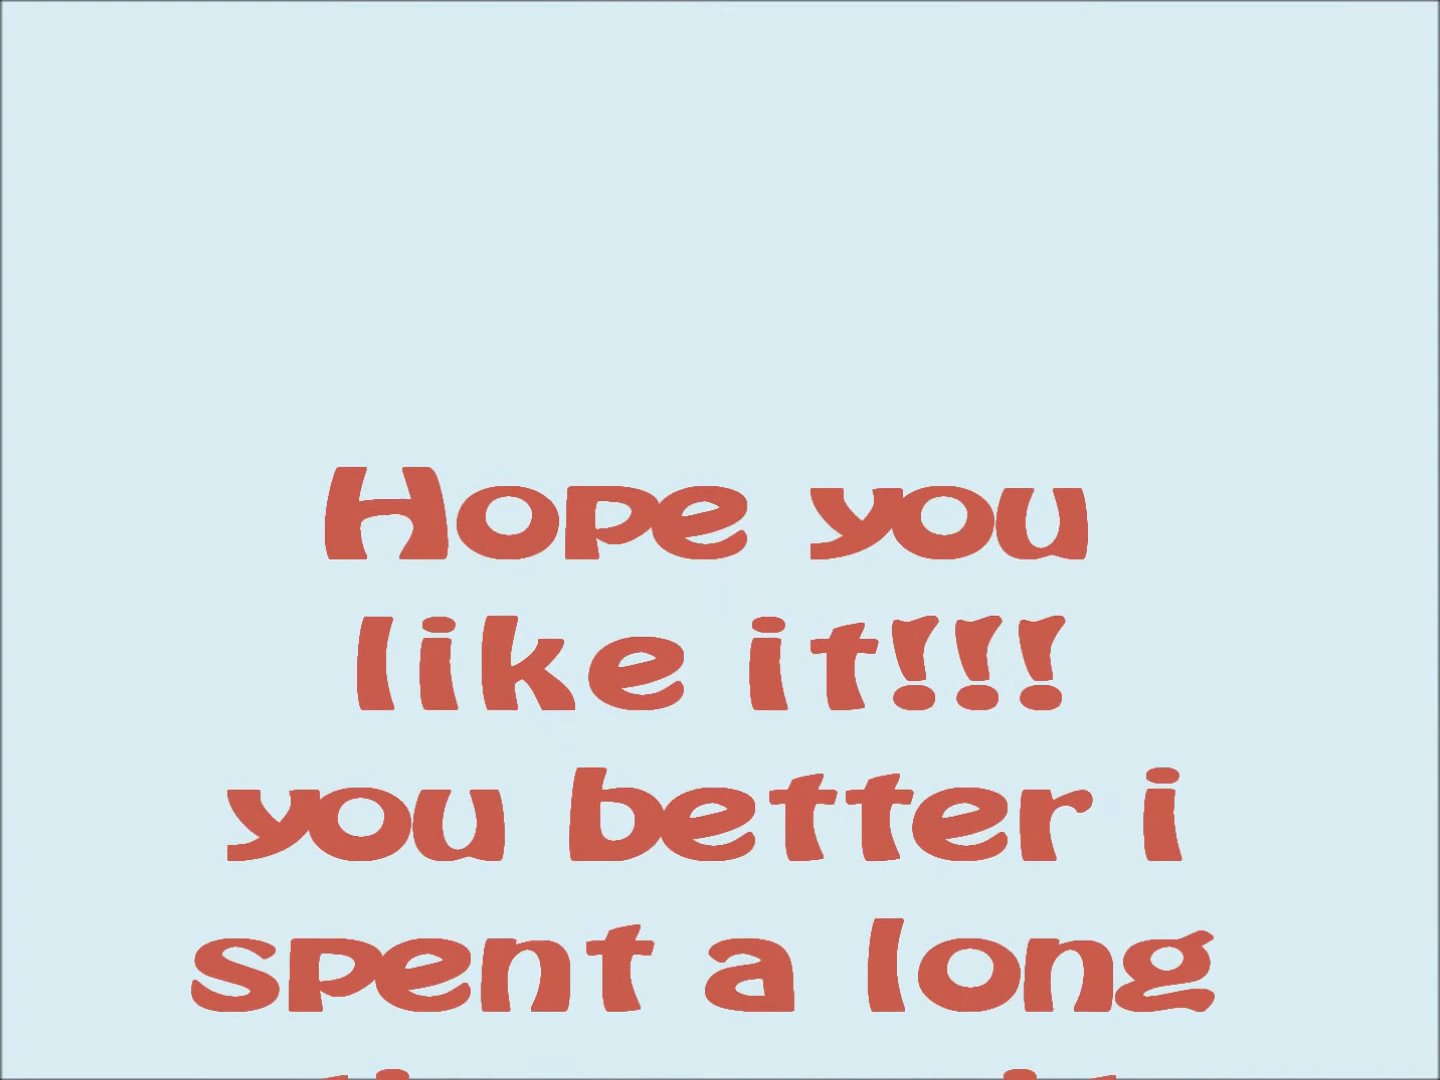 Hope you
like it!!!
you better i
spent a long